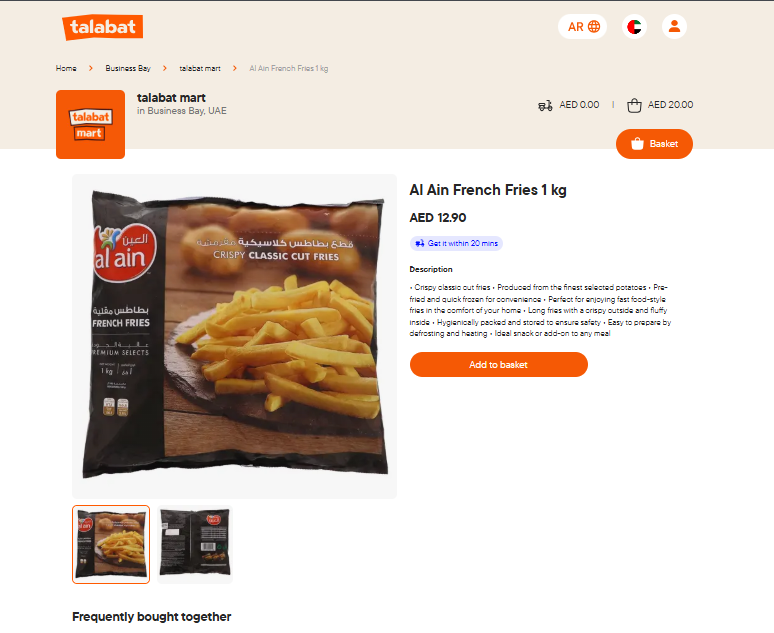 talabat
AR
Home > Business Bay > talabat mart > Al Ain French Fries 1 kg
talabat mart
in Business Bay, UAE
AED 0.00 | AED 20.00
talabat
mart
Basket
Al Ain French Fries 1 kg
AED 12.90
Get it within 20 mins
Description
• Crispy classic cut fries • Produced from the finest selected potatoes • Pre-
fried and quick frozen for convenience • Perfect for enjoying fast food-style
fries in the comfort of your home • Long fries with a crispy outside and fluffy
inside • Hygienically packed and stored to ensure safety • Easy to prepare by
defrosting and heating • Ideal snack or add-on to any meal
Add to basket
العين
al ain
قطع بطاطس كلاسيكية مقرمشة
CRISPY CLASSIC CUT FRIES
بطاطس مقلية
FRENCH FRIES
عالية الجودة
PREMIUM SELECTS
1 kg
Frequently bought together